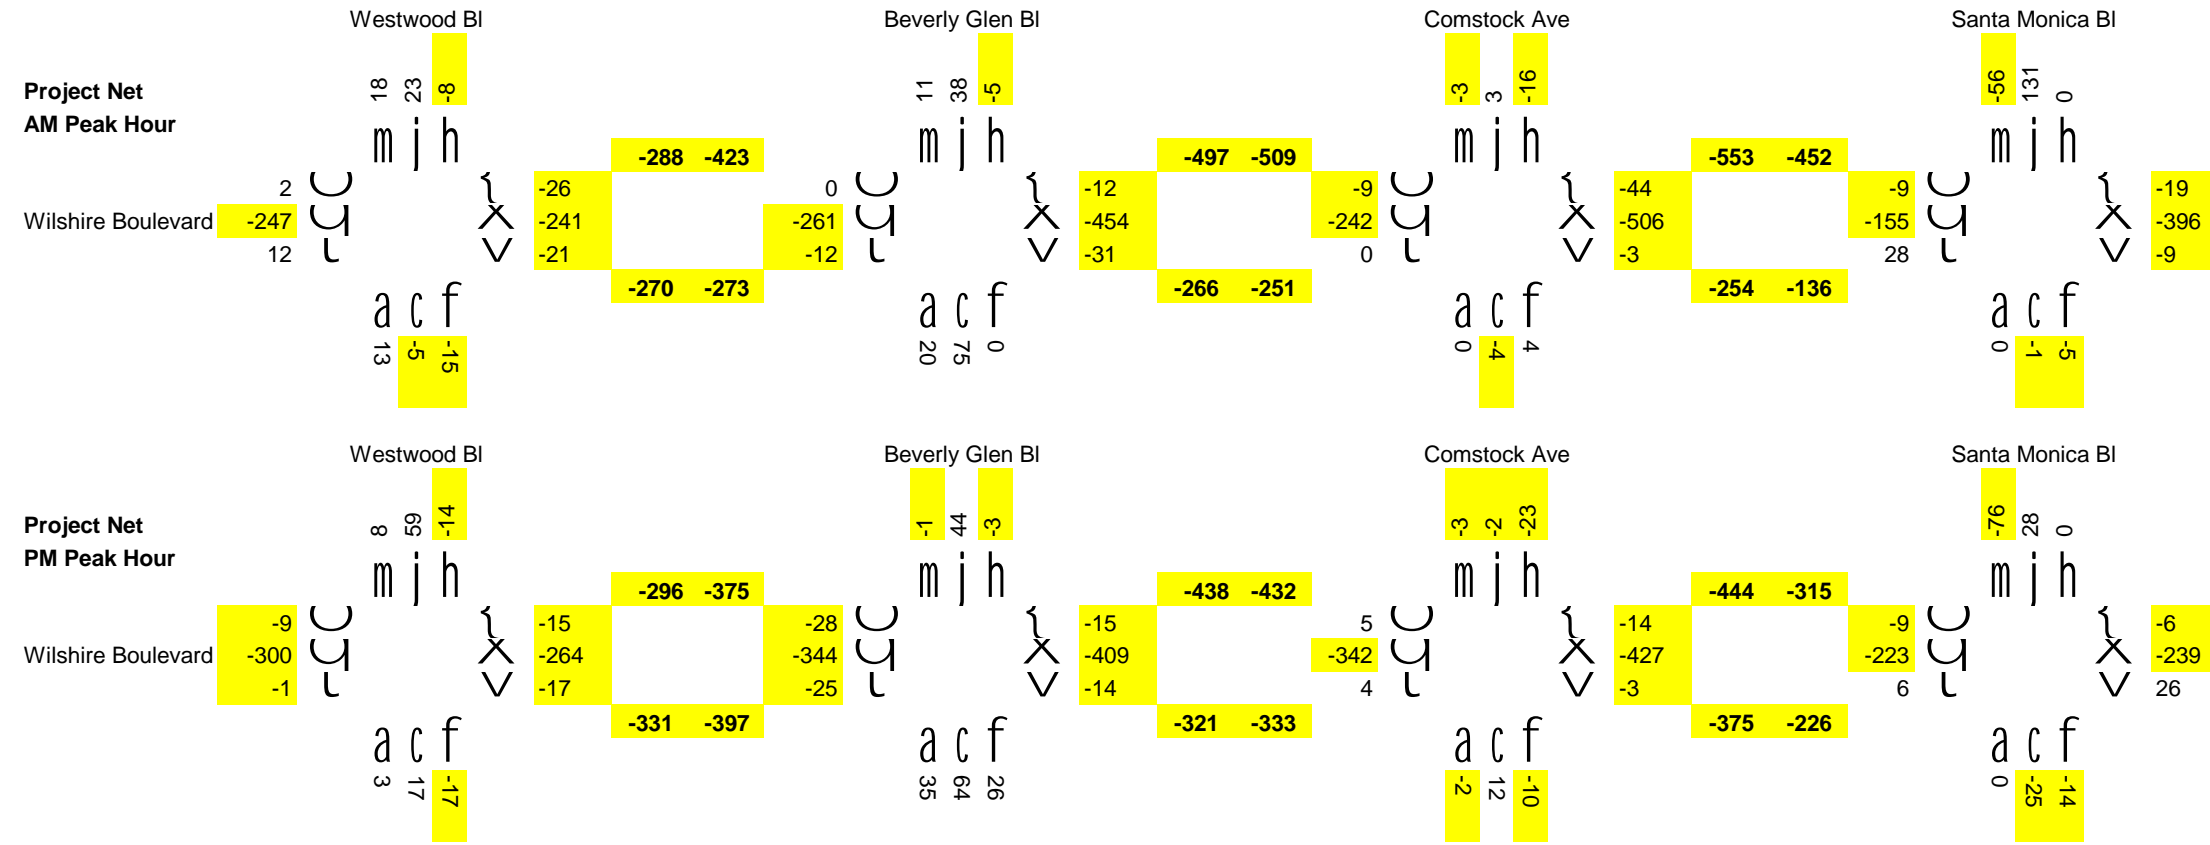 Westwood Bl Beverly Glen Bl Comstock Ave Santa Monica Bl
18 23 -8 11 38 -5 -3 3 -16 -56 131 0
Project Net
AM Peak Hour
m j h m j h m j h m j h
-288 -423 -497 -509 -553 -452
2 -26 0 -12 -9 -44 -9 -19
Wilshire Boulevard -247 -241 -261 -454 -242 -506 -155 -396
12 -21 -12 -31 0 -3 28 -9
-270 -273 -266 -251 -254 -136
a c f a c f a c f a c f
13 -5 -15 20 75 0 0 -4 4 0 -1 -5
Westwood Bl Beverly Glen Bl Comstock Ave Santa Monica Bl
8 59 -14 -1 44 -3 -3 -2 -23 -76 28 0
Project Net
PM Peak Hour
m j h m j h m j h m j h
-296 -375 -438 -432 -444 -315
-9 { -15 -28 { -15 5 { -14 -9 { -6
Wilshire Boulevard -300 q X -264 -344 q X -409 -342 q X -427 -223 q X -239
-1 V -17 -25 V -14 4 V -3 6 V 26
-331 -397 -321 -333 -375 -226
a c f a c f a c f a c f
3 17 -17 35 64 26 -2 12 -10 0 -25 -14